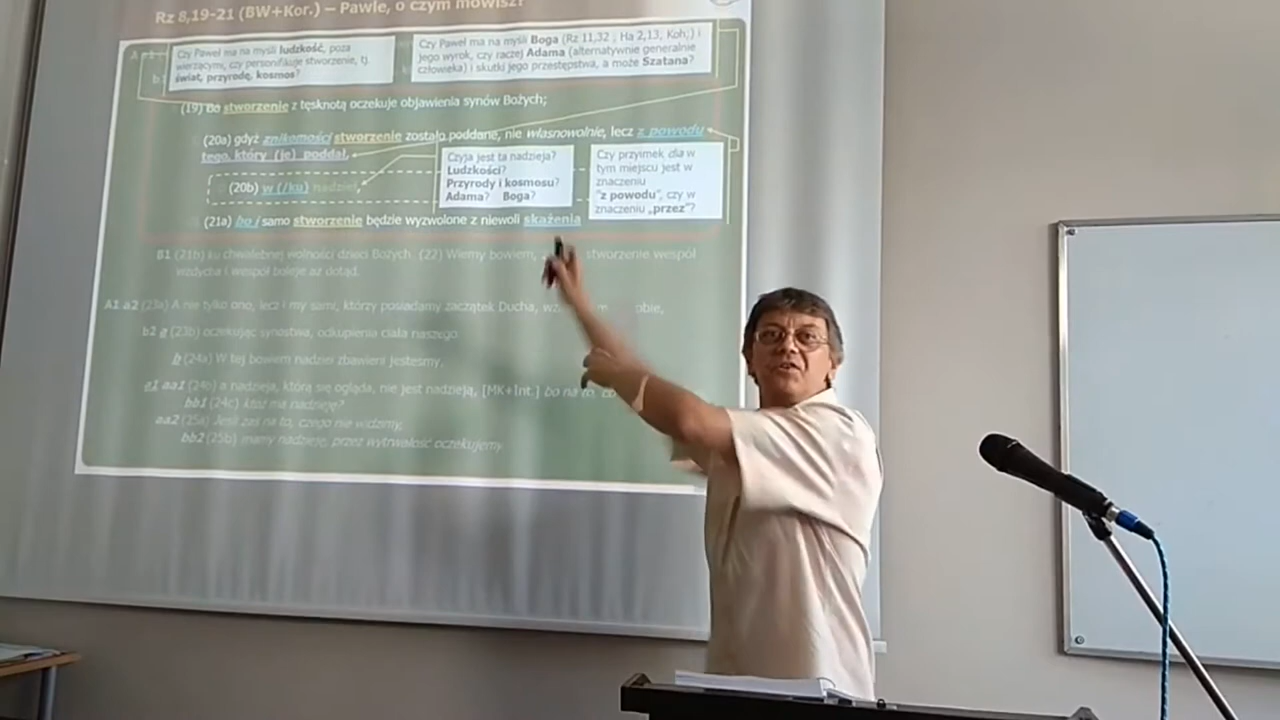 Rz 8,19-21 (BW+Kor.) – Pawle, o czym mówisz?
Czy Paweł ma na myśli ludzkość, poza
wierzącymi, czy personifikuje stworzenie, tj.
świat, przyrodę, kosmos?
Czy Paweł ma na myśli Boga (Rz 11,32 ; Ha 2,13, Koh;) i
jego wyrok, czy raczej Adama (alternatywnie generalnie
człowieka) i skutki jego przestępstwa, a może Szatana?
(19) Bo stworzenie z tęsknotą oczekuje objawienia synów Bożych;
(20a) gdyż znikomości stworzenie zostało poddane, nie własnowolnie, lecz z powodu
tego, który (je) poddał,
Czyja jest ta nadzieja?
Ludzkości?
Przyrody i kosmosu?
Adama? Boga?
Czy przyimek dia w
tym miejscu jest w
znaczeniu
"z powodu", czy w
znaczeniu „przez"?
(20b) w (/ku) nadziei,
(21a) bo i samo stworzenie będzie wyzwolone z niewoli skażenia
B1 (21b) ku chwalebnej wolności dzieci Bożych. (22) Wiemy bowiem, stworzenie wespół
wzdycha i wespół boleje aż dotąd.
A1 a2 (23a) A nie tylko ono, lecz i my sami, którzy posiadamy zaczątek Ducha,
b2 a (23b) oczekując synostwa, odkupienia ciała naszego.
b (24a) W tej bowiem nadziei zbawieni jesteśmy,
a1 aa1 (24b) a nadzieja, którą się ogląda, nie jest nadzieją, [MK+Int.] bo na to,
bb1 (24c) ktoż ma nadzieję?
aa2 (25a) Jeśli zaś na to, czego nie widzimy,
bb2 (25b) mamy nadzieję, przez wytrwałość oczekujemy.